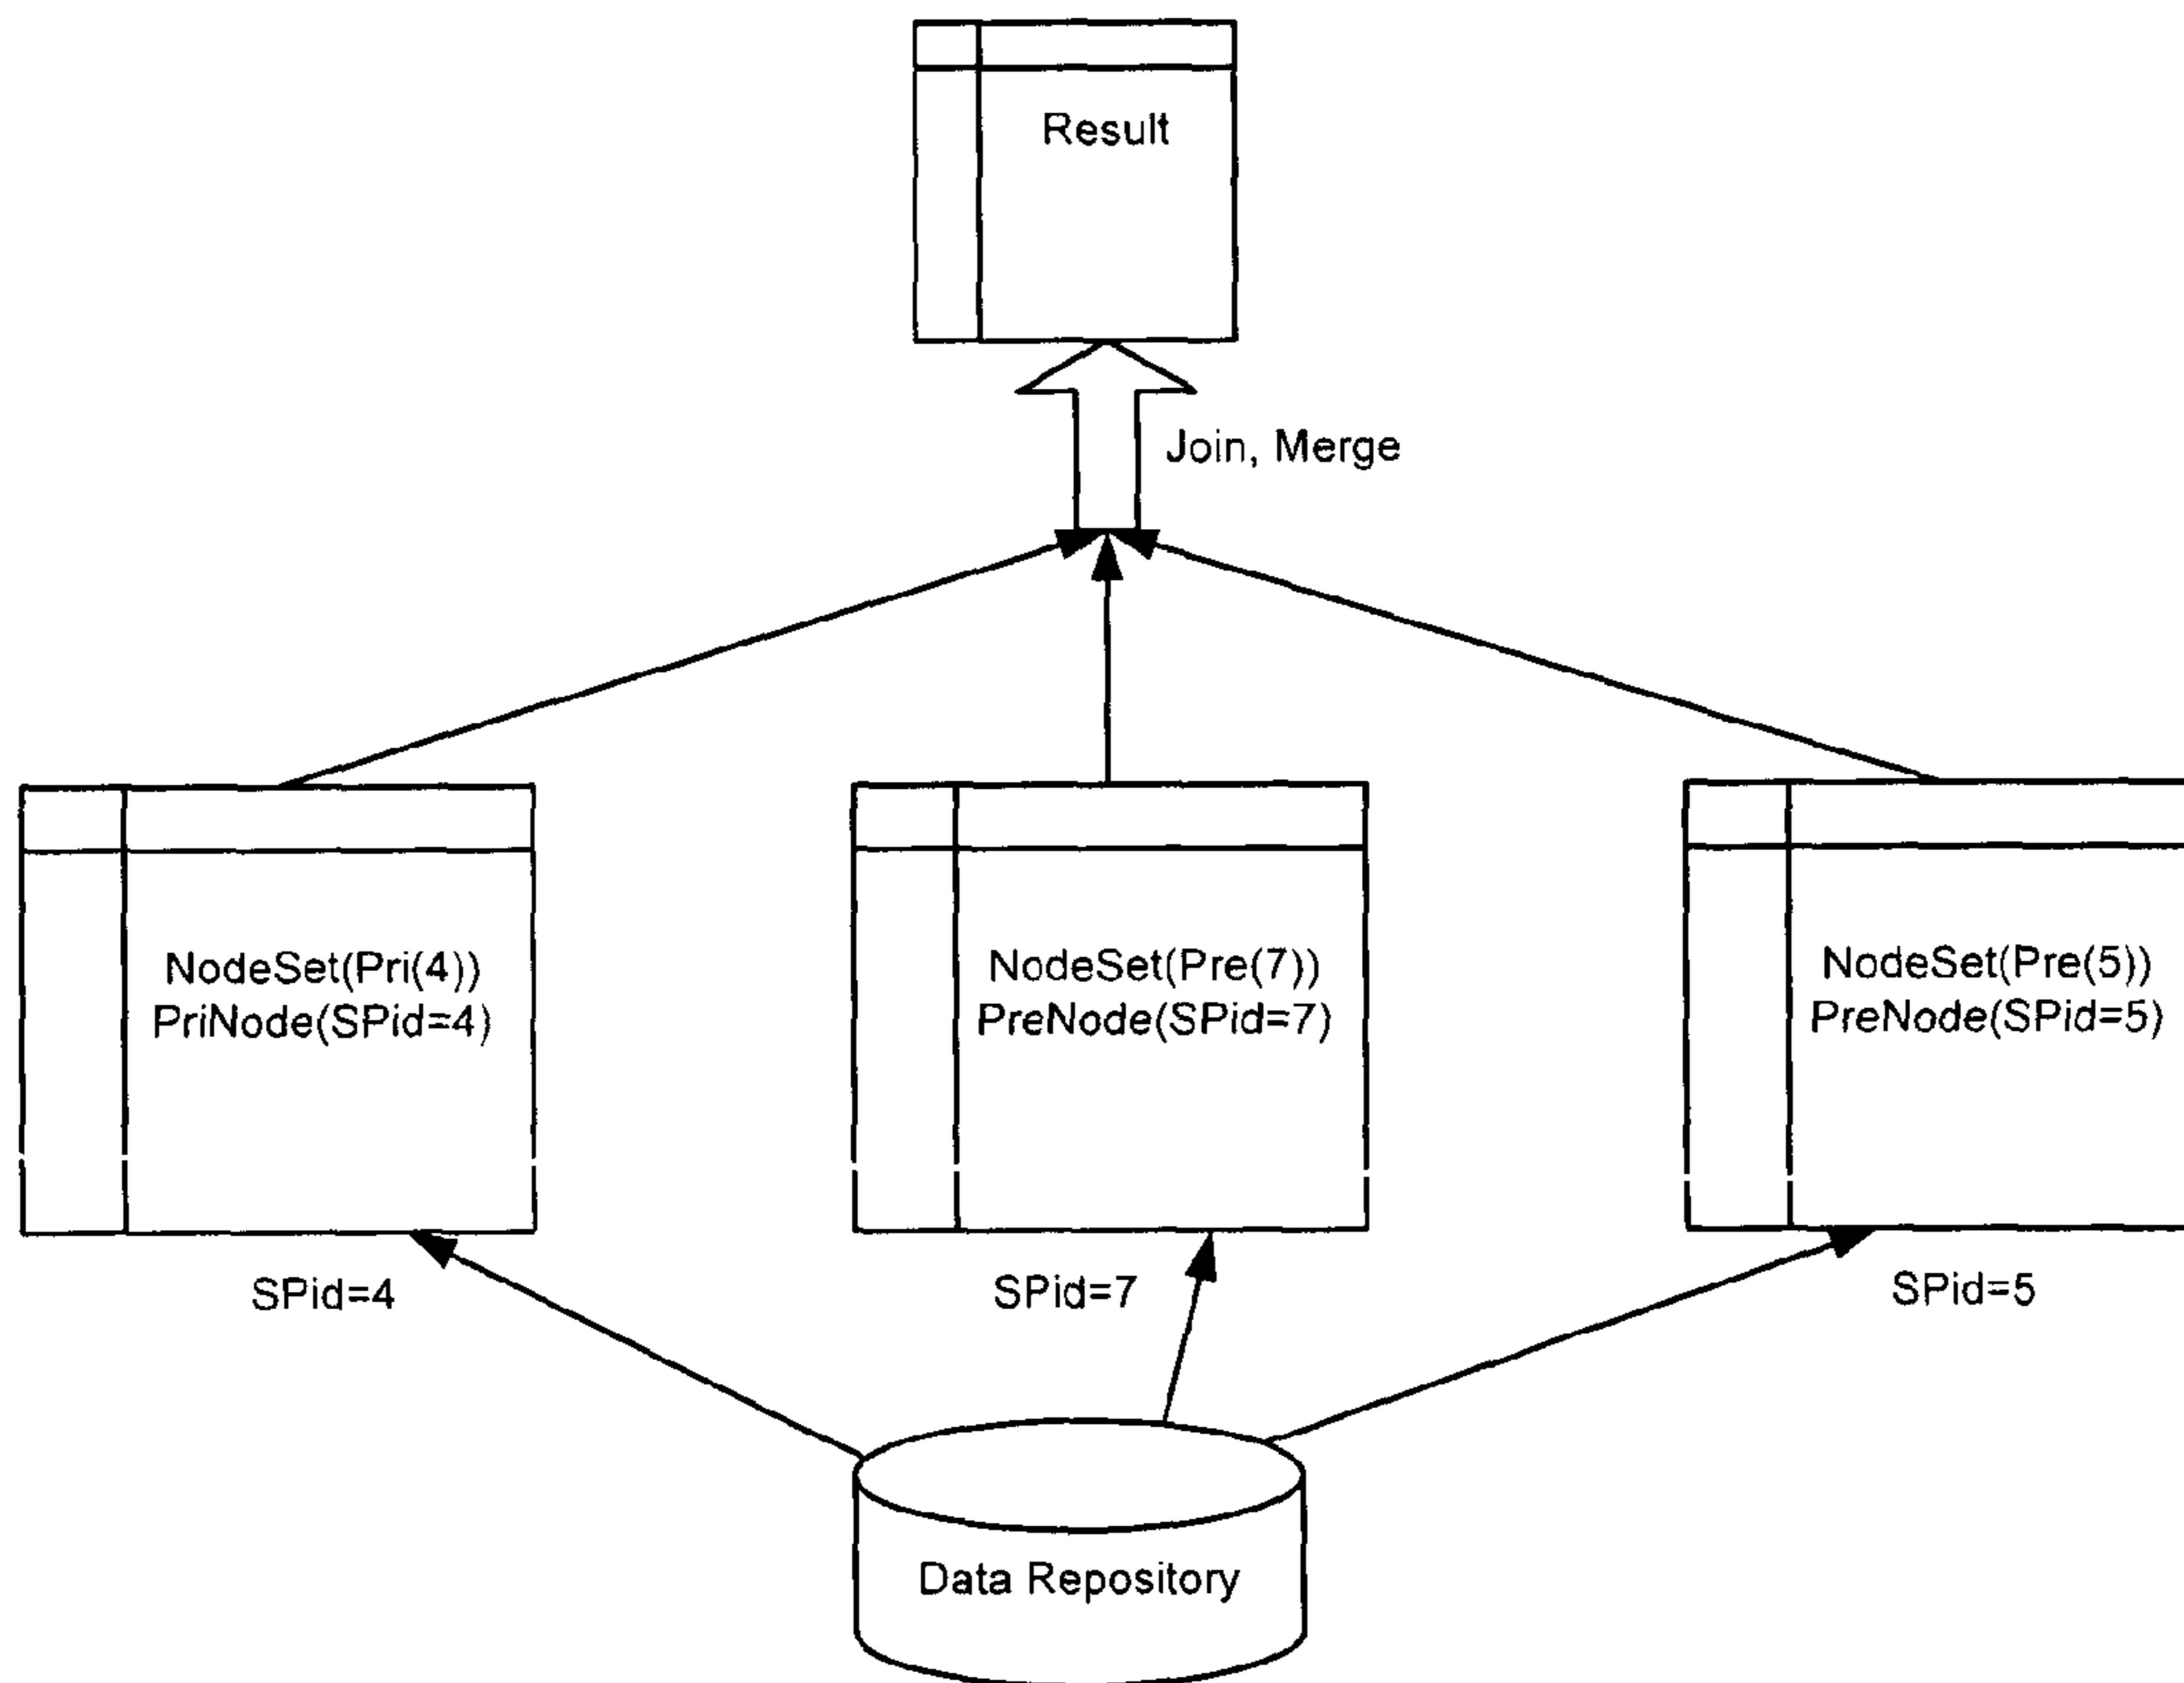 Result
Join, Merge
NodeSet(Pri(4))
PriNode(SPid=4)
NodeSet(Pre(7))
PreNode(SPid=7)
NodeSet(Pre(5))
PreNode(SPid=5)
SPid=4
SPid=7
SPid=5
Data Repository